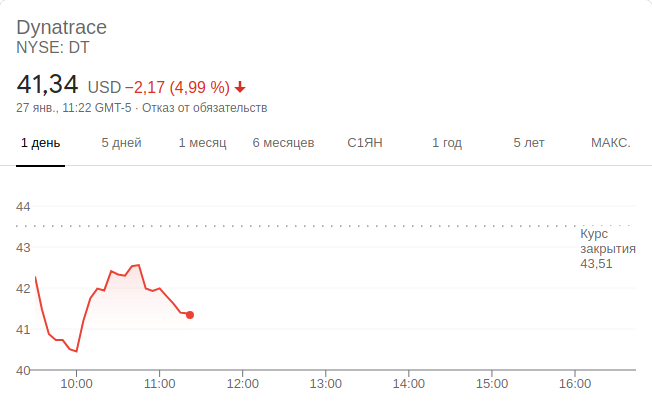 Dynatrace
NYSE: DT
41,34 USD −2,17 (4,99 %)
27 янв., 11:22 GMT-5 · Отказ от обязательств
1 день 5 дней 1 месяц 6 месяцев С1ЯН 1 год 5 лет МАКС.
44
Курс
43
закрытия
43,51
42
41
40
10:00 11:00 12:00 13:00 14:00 15:00 16:00